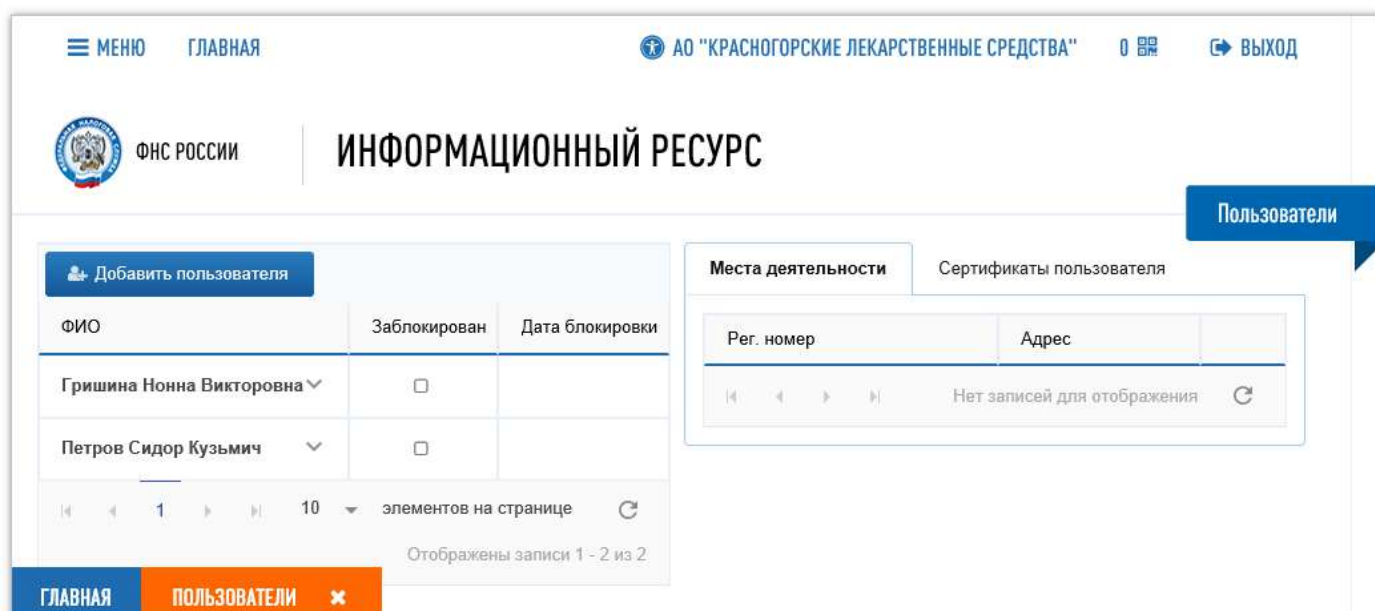 МЕНЮ ГЛАВНАЯ АО "КРАСНОГОРСКИЕ ЛЕКАРСТВЕННЫЕ СРЕДСТВА" 0 ВЫХОД
ФНС РОССИИ ИНФОРМАЦИОННЫЙ РЕСУРС
Пользователи
Добавить пользователя
ФИО Заблокирован Дата блокировки
Гришина Нонна Викторовна
Петров Сидор Кузьмич
1 10 элементов на странице
Отображены записи 1 - 2 из 2
Места деятельности Сертификаты пользователя
Рег. номер Адрес
Нет записей для отображения
ГЛАВНАЯ ПОЛЬЗОВАТЕЛИ